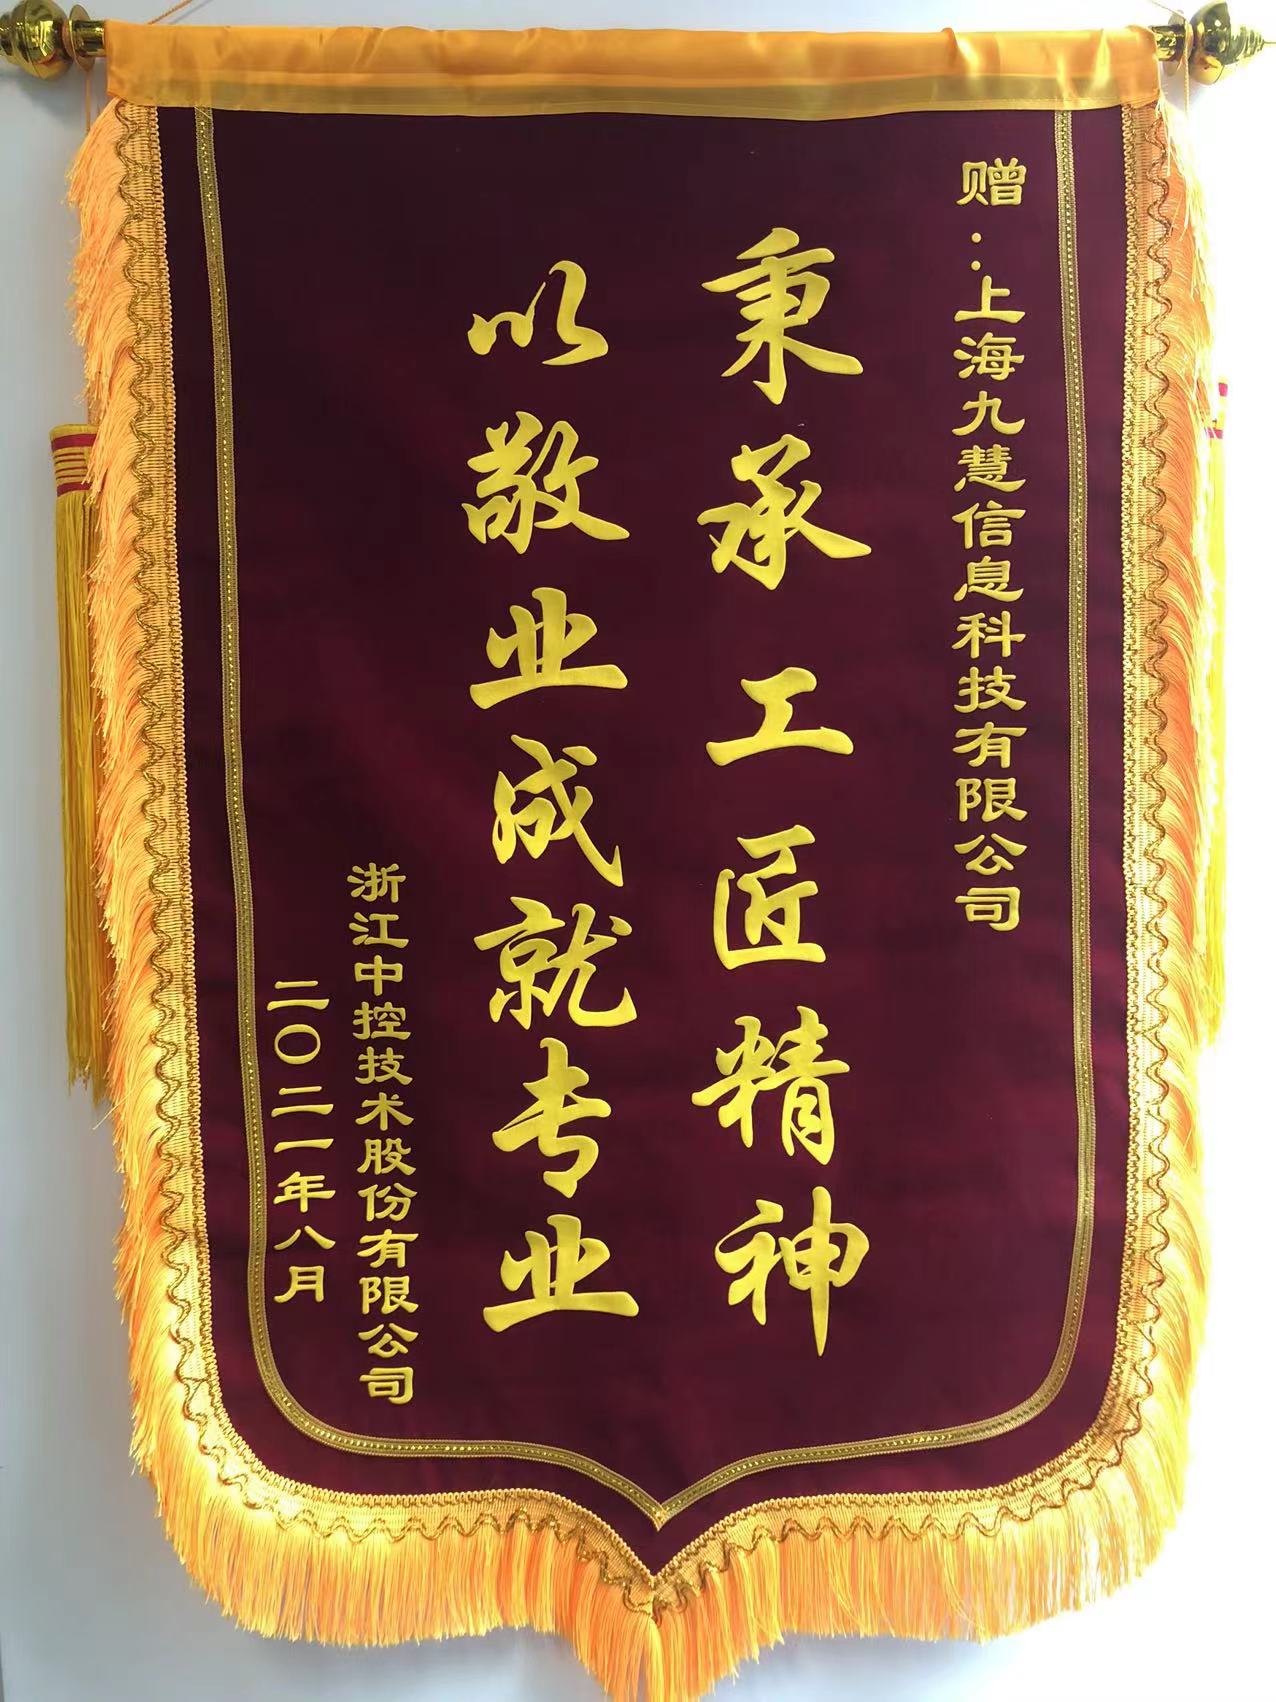 赠：上海九慧信息科技有限公司
秉承工匠精神
以敬业成就专业
浙江中控技术股份有限公司
二〇二一年八月